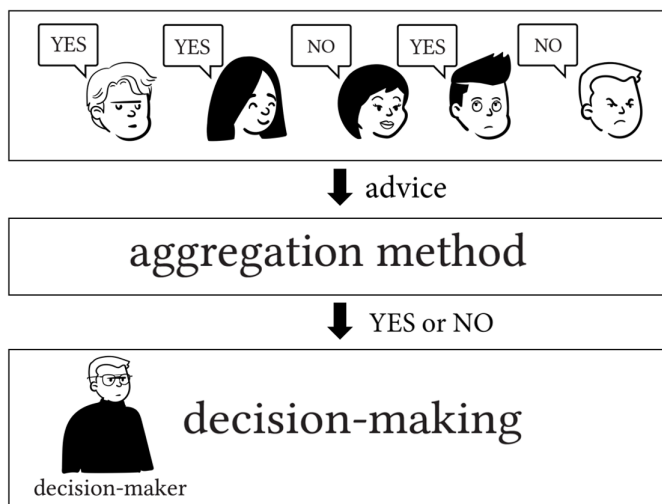 YES
YES
NO
YES
NO
advice
aggregation method
YES or NO
decision-making
decision-maker